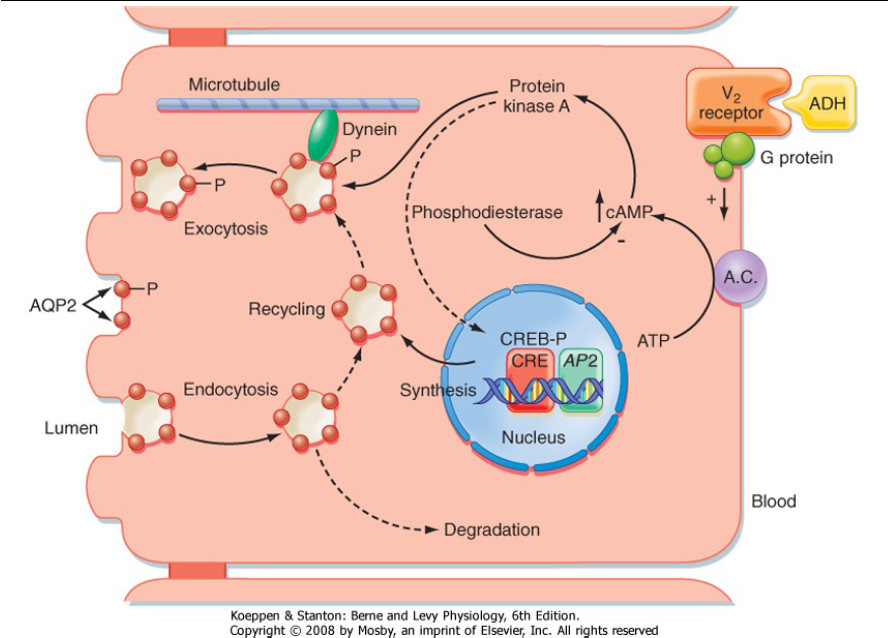 Microtubule
Dynein
P
P
Exocytosis
Protein
kinase A
V2
receptor
ADH
G protein
+
Phosphodiesterase
cAMP
-
A.C.
AQP2
P
Recycling
ATP
CREB-P
CRE
AP2
Synthesis
Nucleus
Endocytosis
Lumen
Degradation
Blood
Koeppen & Stanton: Berne and Levy Physiology, 6th Edition.
Copyright © 2008 by Mosby, an imprint of Elsevier, Inc. All rights reserved